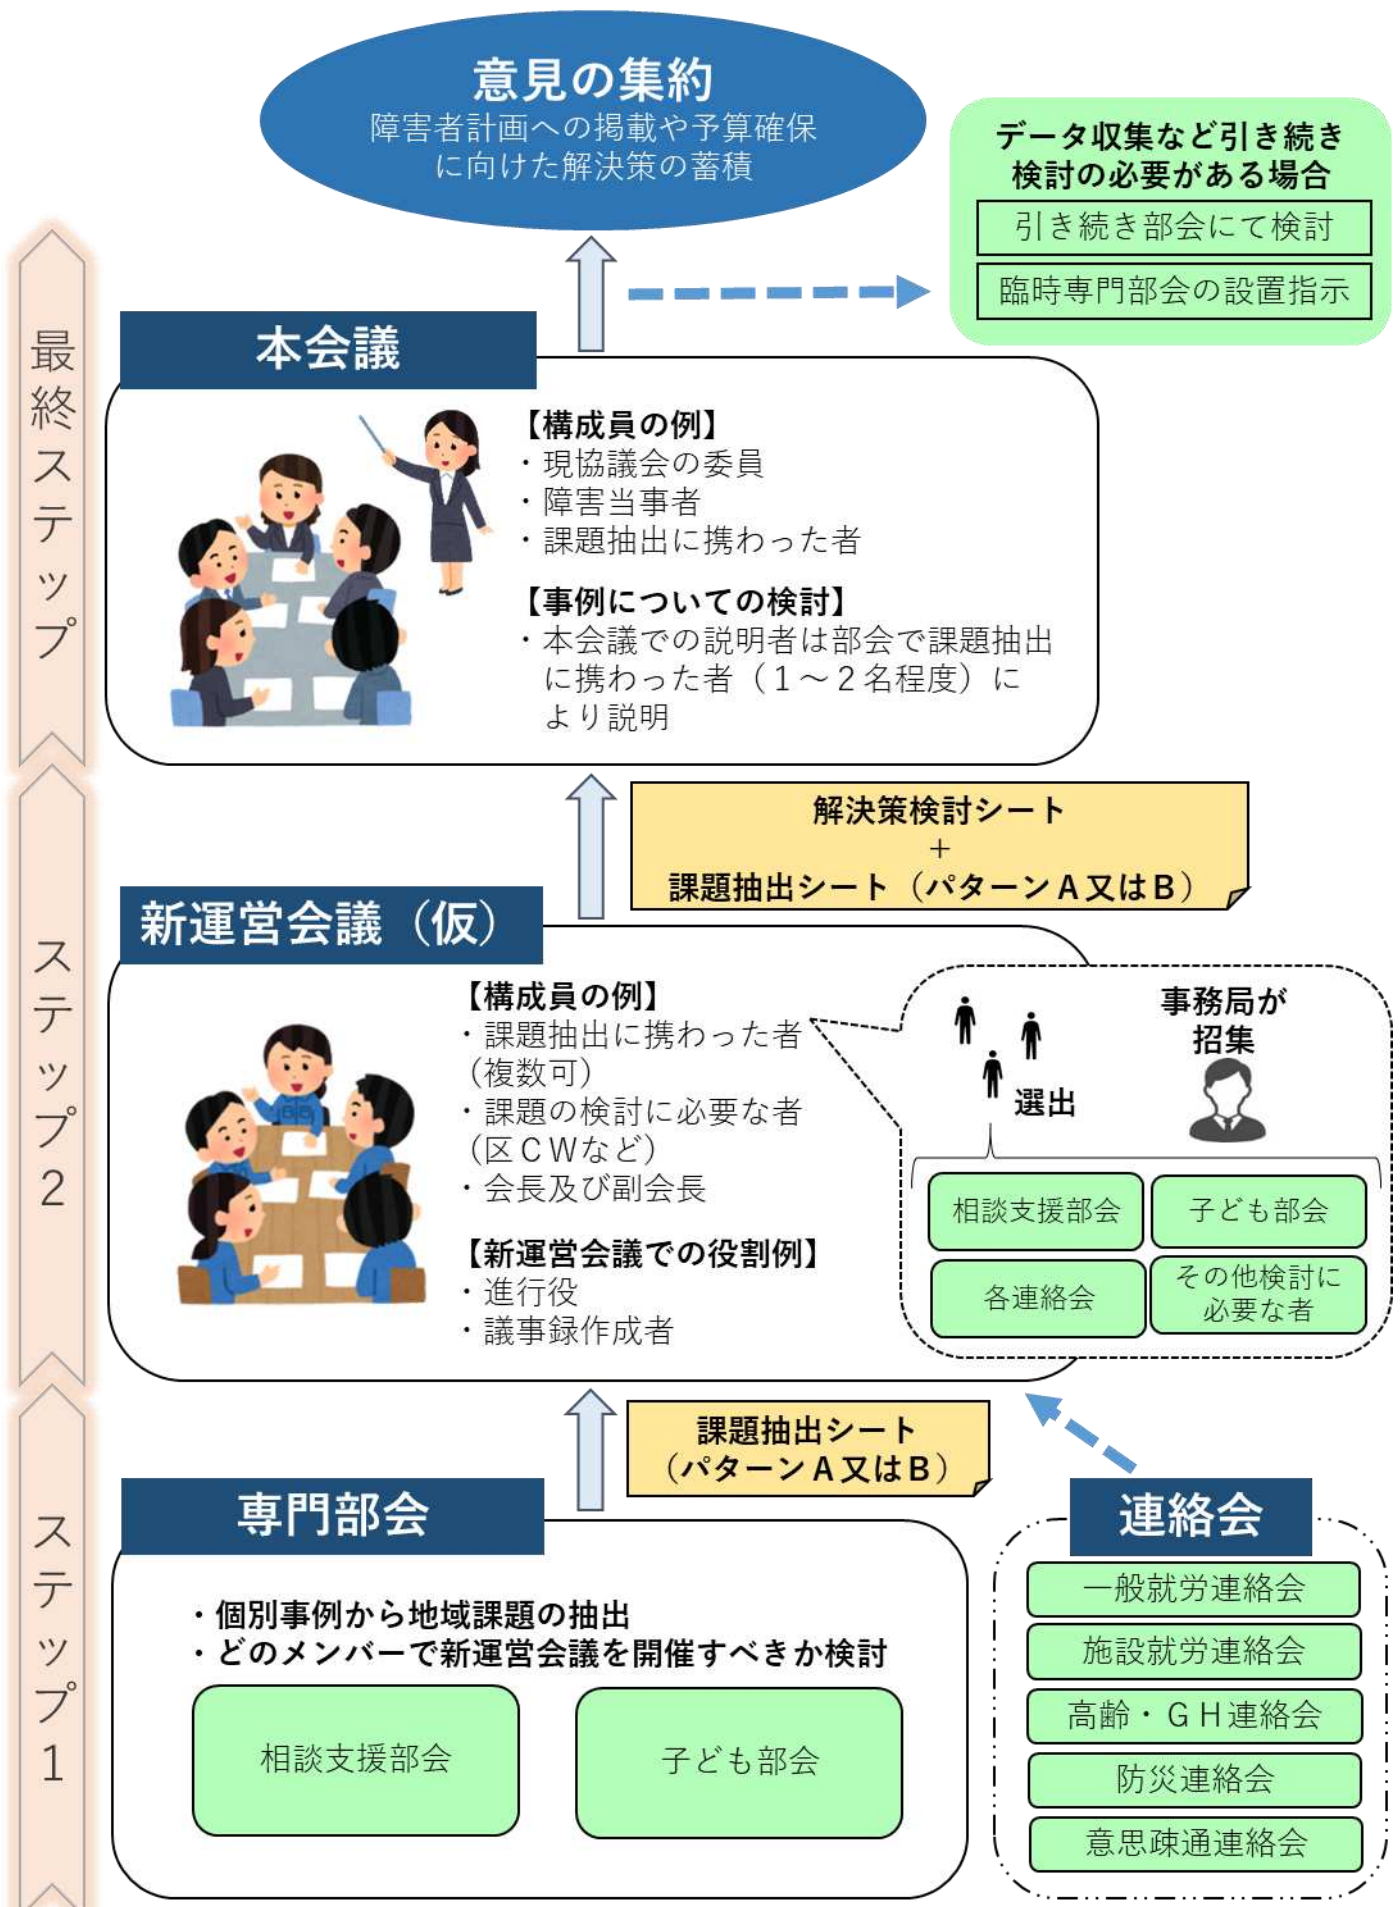 意見の集約
障害者計画への掲載や予算確保
に向けた解決策の蓄積
データ収集など引き続き
検討の必要がある場合
引き続き部会にて検討
臨時専門部会の設置指示
最終ステップ
本会議
【構成員の例】
・現協議会の委員
・障害当事者
・課題抽出に携わった者
【事例についての検討】
・本会議での説明者は部会で課題抽出
に携わった者（１～２名程度）に
より説明
解決策検討シート
＋
課題抽出シート（パターンＡ又はＢ）
ステップ2
新運営会議（仮）
【構成員の例】
・課題抽出に携わった者
（複数可）
・課題の検討に必要な者
（区ＣＷなど）
・会長及び副会長
【新運営会議での役割例】
・進行役
・議事録作成者
事務局が
招集
選出
相談支援部会
子ども部会
各連絡会
その他検討に
必要な者
課題抽出シート
（パターンＡ又はＢ）
ステップ1
専門部会
・個別事例から地域課題の抽出
・どのメンバーで新運営会議を開催すべきか検討
相談支援部会
子ども部会
連絡会
一般就労連絡会
施設就労連絡会
高齢・ＧＨ連絡会
防災連絡会
意思疎通連絡会